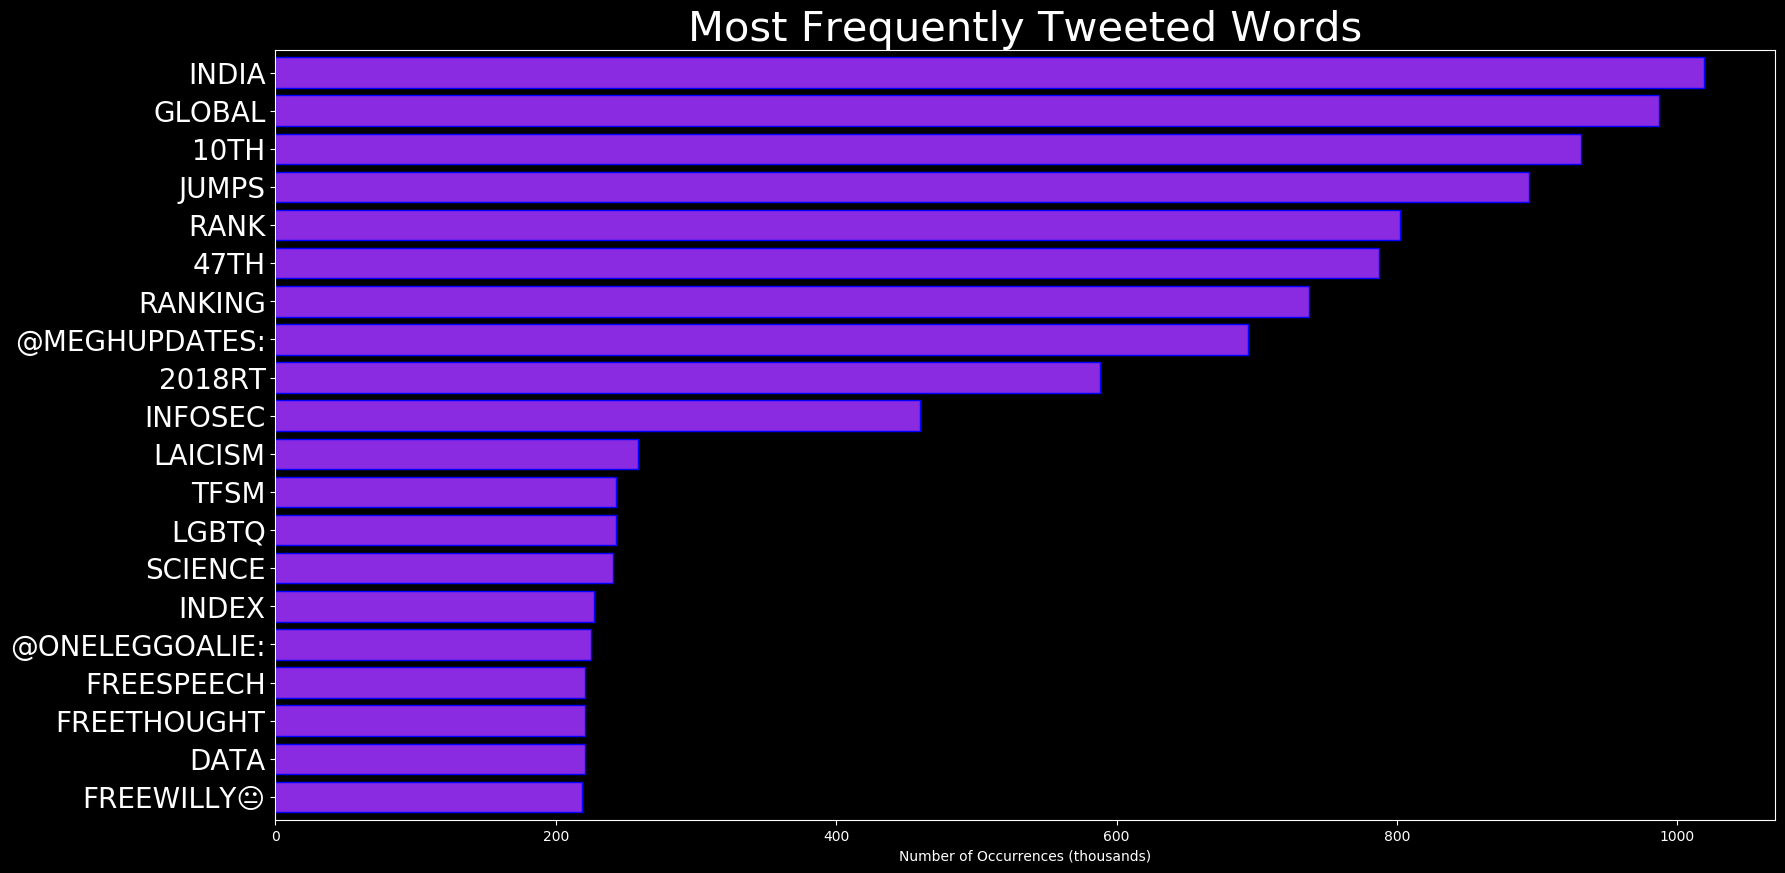 Most Frequently Tweeted Words
INDIA
GLOBAL
10TH
JUMPS
RANK
47TH
RANKING
@MEGHUPDATES:
2018RT
INFOSEC
LAICISM
TFSM
LGBTQ
SCIENCE
INDEX
@ONELEGGOALIE:
FREESPEECH
FREETHOUGHT
DATA
FREEWILLY😐
0 200 400 600 800 1000
Number of Occurrences (thousands)